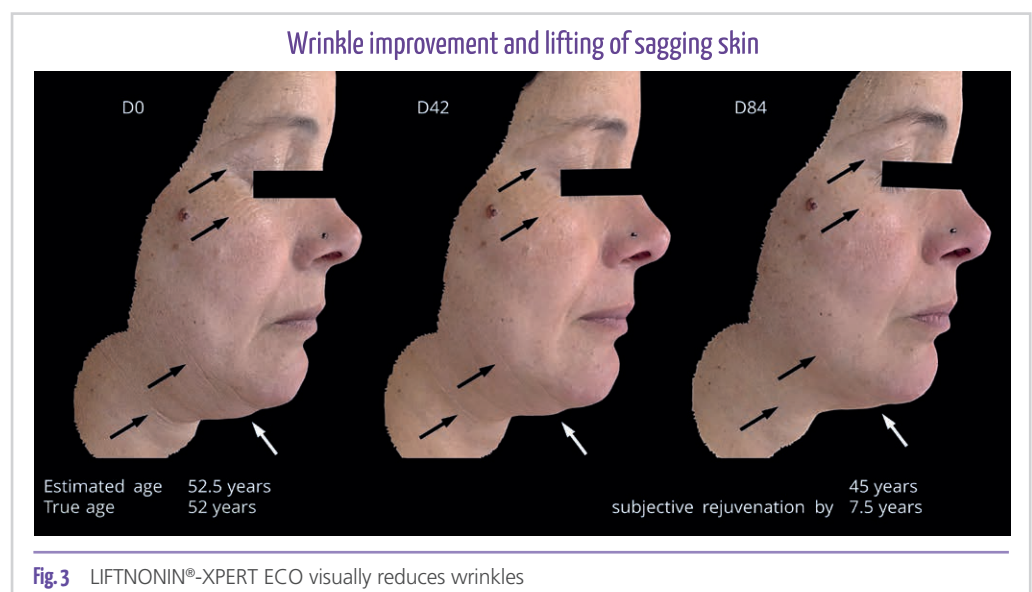 Wrinkle improvement and lifting of sagging skin
D0 D42 D84
Estimated age 52.5 years 45 years
True age 52 years subjective rejuvenation by 7.5 years
Fig. 3 LIFTNONIN®-XPERT ECO visually reduces wrinkles